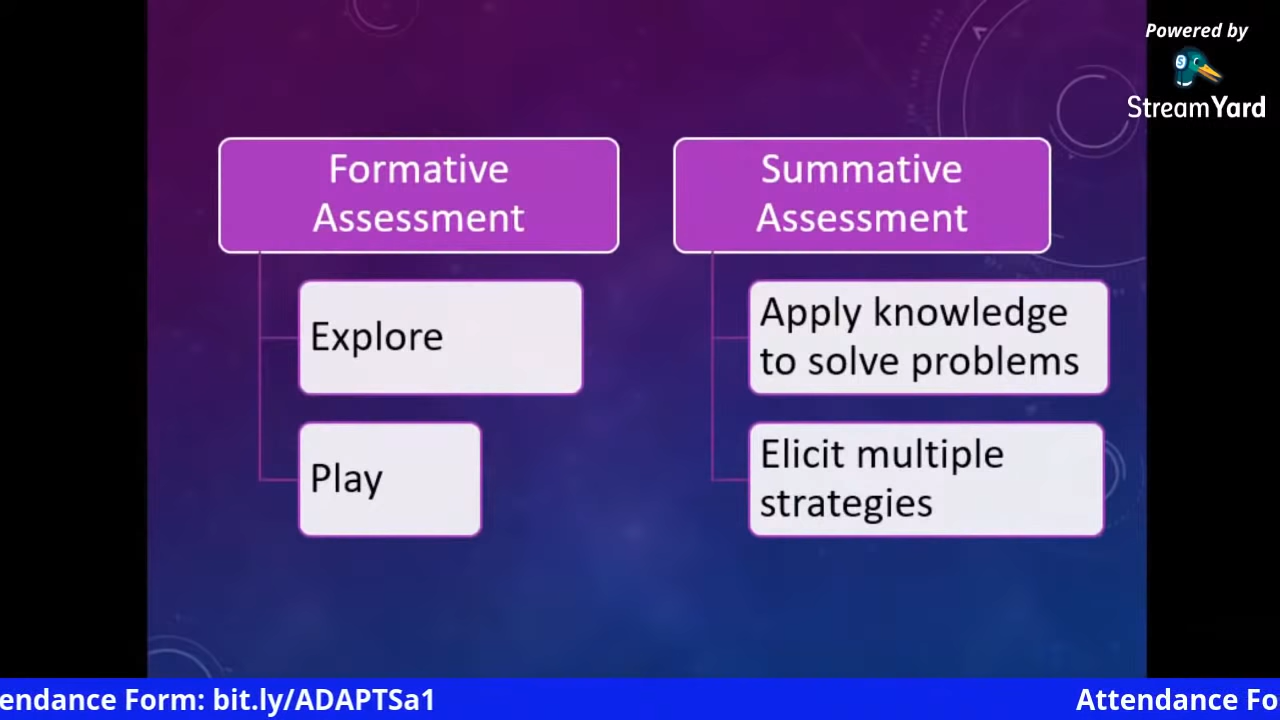 Powered by
StreamYard
Formative
Assessment
Explore
Play
Summative
Assessment
Apply knowledge
to solve problems
Elicit multiple
strategies
endance Form: bit.ly/ADAPTSa1
Attendance Fo